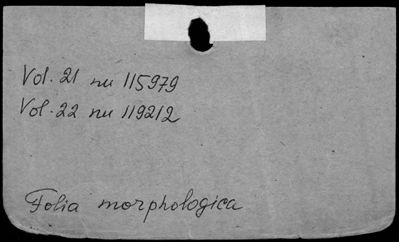 Vol. 21 nu 115979
Vol. 22 nu 119212
Folia morphologica